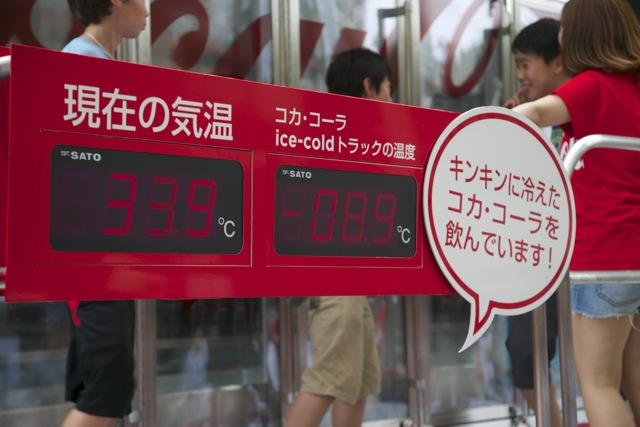 現在の気温
SATO
33.9 ℃
コカ・コーラ
ice-coldトラックの温度
SATO
-08.9 ℃
キンキンに冷えた
コカ・コーラを
飲んでいます！